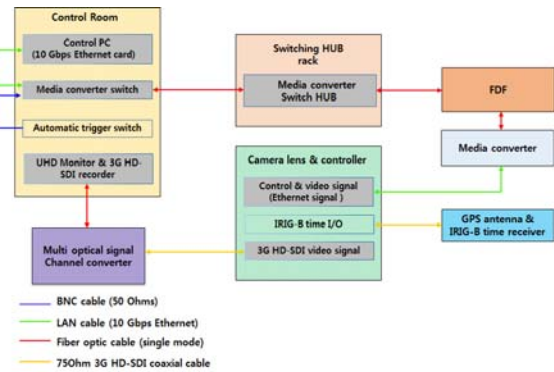 Control Room
Control PC
(10 Gbps Ethernet card)
Media converter switch
Automatic trigger switch
UHD Monitor & 3G HD-
SDI recorder
Switching HUB
rack
Media converter
Switch HUB
FDF
Media converter
Camera lens & controller
Control & video signal
(Ethernet signal )
IRIG-B time I/O
3G HD-SDI video signal
GPS antenna &
IRIG-B time receiver
Multi optical signal
Channel converter
BNC cable (50 Ohms)
LAN cable (10 Gbps Ethernet)
Fiber optic cable (single mode)
75Ohm 3G HD-SDI coaxial cable